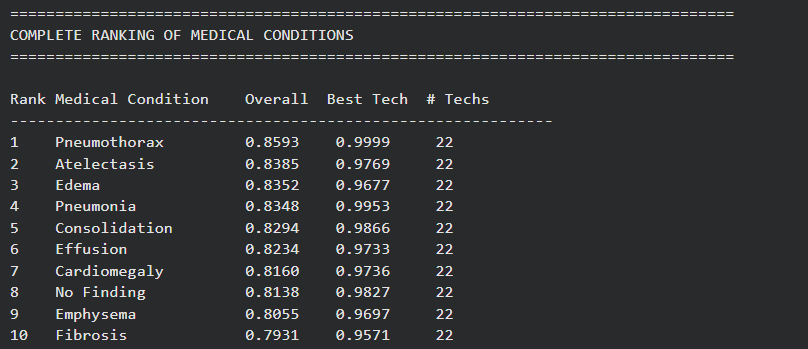 ================================================================================
COMPLETE RANKING OF MEDICAL CONDITIONS
================================================================================
Rank Medical Condition    Overall  Best Tech  # Techs
------------------------------------------------------------
1    Pneumothorax         0.8593    0.9999     22
2    Atelectasis          0.8385    0.9769     22
3    Edema                0.8352    0.9677     22
4    Pneumonia            0.8348    0.9953     22
5    Consolidation        0.8294    0.9866     22
6    Effusion             0.8234    0.9733     22
7    Cardiomegaly         0.8160    0.9736     22
8    No Finding           0.8138    0.9827     22
9    Emphysema            0.8055    0.9697     22
10   Fibrosis             0.7931    0.9571     22